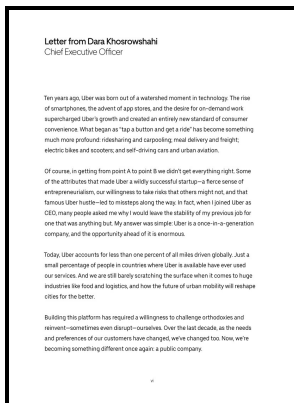 Letter from Dara Khosrowshahi
Chief Executive Officer
Ten years ago, Uber was born out of a watershed moment in technology. The rise
of smartphones, the advent of app stores, and the desire for on-demand work
supercharged Uber's growth and created an entirely new standard of consumer
convenience. What began as "tap a button and get a ride" has become something
much more profound: ridesharing and carpooling; meal delivery and freight;
electric bikes and scooters; and self-driving cars and urban aviation.
Of course, in getting from point A to point B we didn't get everything right. Some
of the attributes that made Uber a wildly successful startup—a fierce sense of
entrepreneurialism, our willingness to take risks that others might not, and that
famous Uber hustle—led to missteps along the way. In fact, when I joined Uber as
CEO, many people asked me why I would leave the stability of my previous job for
one that was anything but. My answer was simple: Uber is a once-in-a-generation
company, and the opportunity ahead of it is enormous.
Today, Uber accounts for less than one percent of all miles driven globally. Just a
small percentage of people in countries where Uber is available have ever used
our services. And we are still barely scratching the surface when it comes to huge
industries like food and logistics, and how the future of urban mobility will reshape
cities for the better.
Building this platform has required a willingness to challenge orthodoxies and
reinvent—sometimes even disrupt—ourselves. Over the last decade, as the needs
and preferences of our customers have changed, we've changed too. Now, we're
becoming something different once again: a public company.